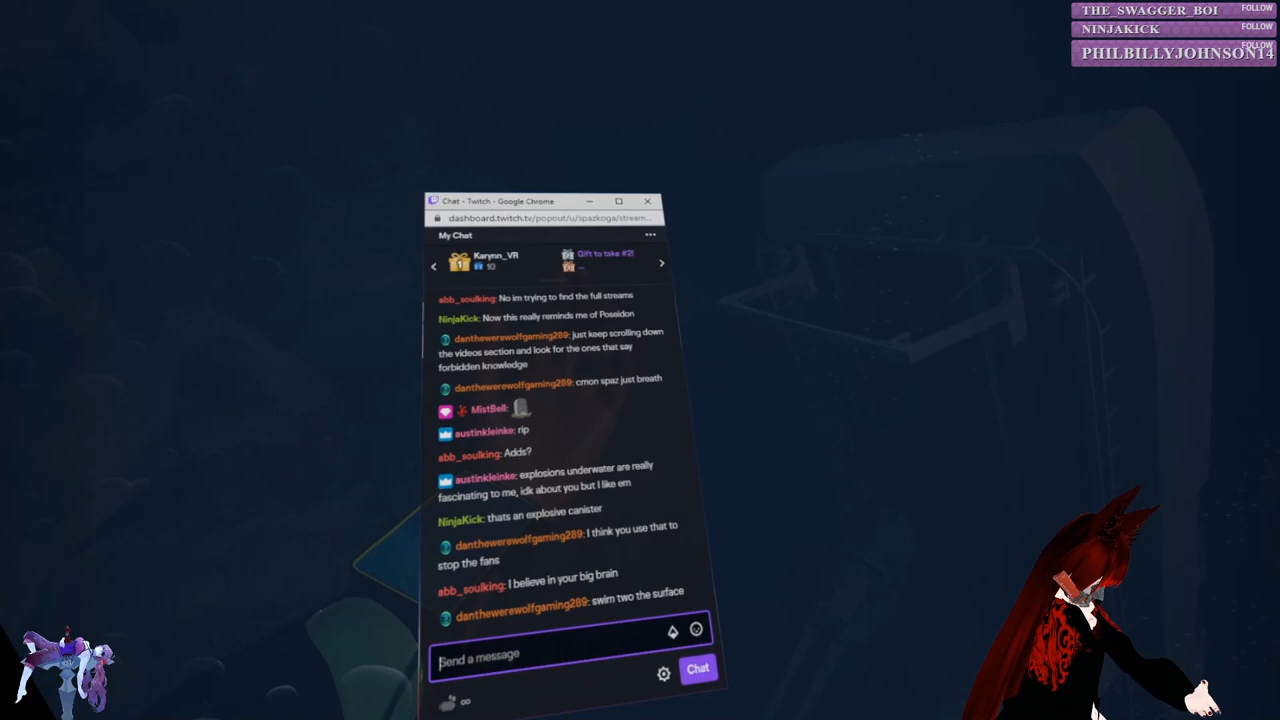 THE_SWAGGER_BOI FOLLOW
NINJAKICK FOLLOW
PHILBILLYJOHNSON14 FOLLOW
Chat - Twitch - Google Chrome
dashboard.twitch.tv/popout/u/spazkoga/stream...
My Chat
Karynn_VR
10
Gift to take #2!
abb_soulking: No im trying to find the full streams
NinjaKick: Now this really reminds me of Poseidon
danthewerewolfgaming289: just keep scrolling down
the videos section and look for the ones that say
forbidden knowledge
danthewerewolfgaming289: cmon spaz just breath
MistBell:
austinkleinke: rip
abb_soulking: Adds?
austinkleinke: explosions underwater are really
fascinating to me, idk about you but I like em
NinjaKick: thats an explosive canister
danthewerewolfgaming289: I think you use that to
stop the fans
abb_soulking: I believe in your big brain
danthewerewolfgaming289: swim two the surface
Send a message
Chat
∞